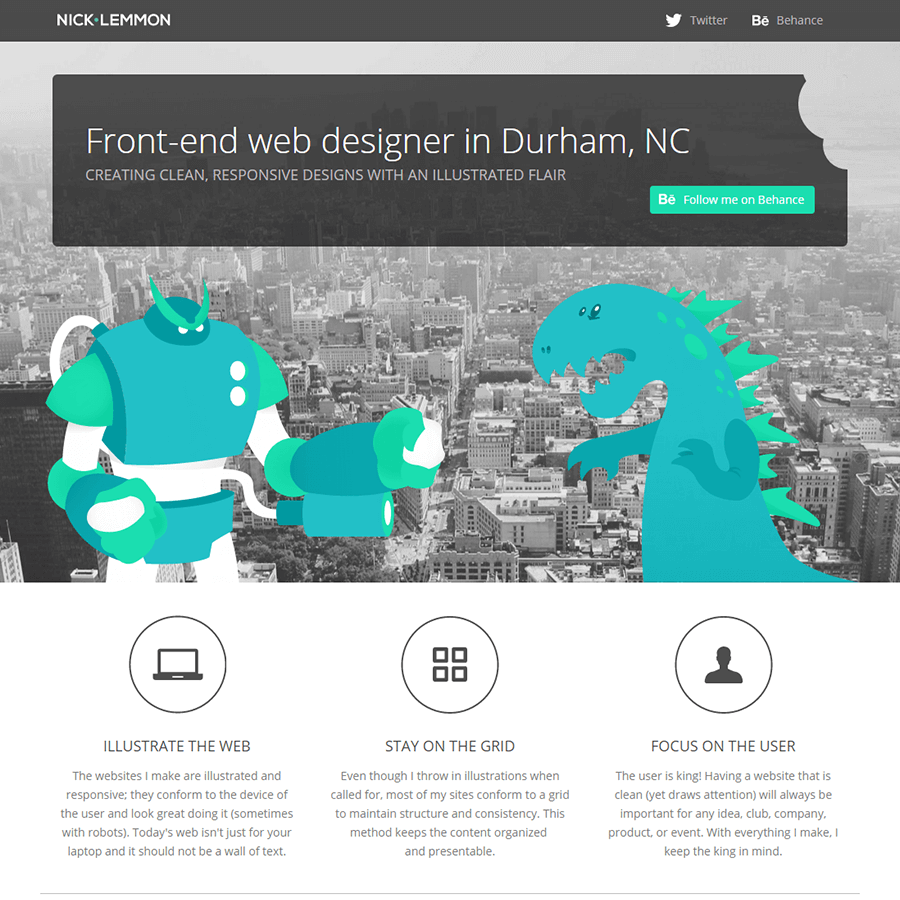 NICK•LEMMON
Twitter
Bē Behance
Front-end web designer in Durham, NC
CREATING CLEAN, RESPONSIVE DESIGNS WITH AN ILLUSTRATED FLAIR
Bē Follow me on Behance
ILLUSTRATE THE WEB
The websites I make are illustrated and
responsive; they conform to the device of
the user and look great doing it (sometimes
with robots). Today's web isn't just for your
laptop and it should not be a wall of text.
STAY ON THE GRID
Even though I throw in illustrations when
called for, most of my sites conform to a grid
to maintain structure and consistency. This
method keeps the content organized
and presentable.
FOCUS ON THE USER
The user is king! Having a website that is
clean (yet draws attention) will always be
important for any idea, club, company,
product, or event. With everything I make, I
keep the king in mind.